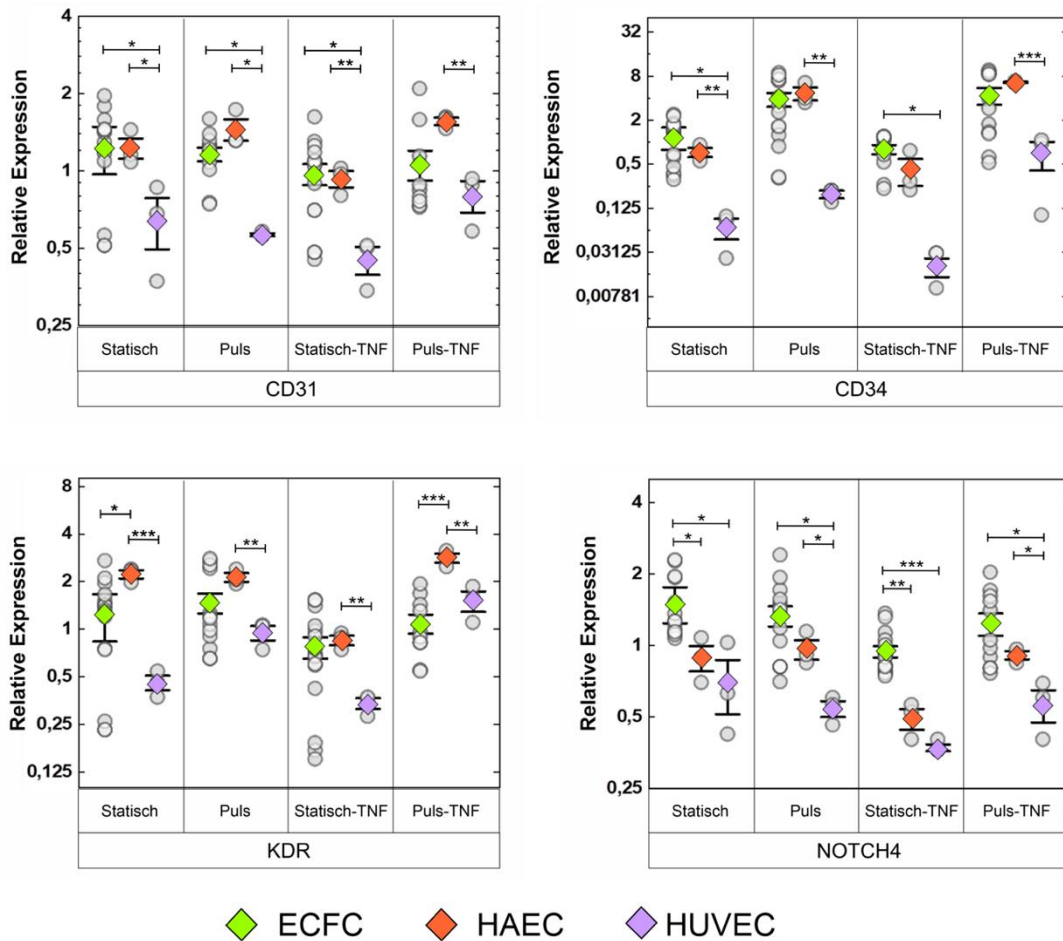 4
2
1
0,5
0,25
Relative Expression
* * * * * ** **
Statisch Puls Statisch-TNF Puls-TNF
CD31
32
8
2
0,5
0,125
0,03125
0,00781
Relative Expression
* ** ** * ***
Statisch Puls Statisch-TNF Puls-TNF
CD34
8
4
2
1
0,5
0,25
0,125
Relative Expression
* *** ** ** *** **
Statisch Puls Statisch-TNF Puls-TNF
KDR
4
2
1
0,5
0,25
Relative Expression
* * * * *** ** * *
Statisch Puls Statisch-TNF Puls-TNF
NOTCH4
ECFC HAEC HUVEC